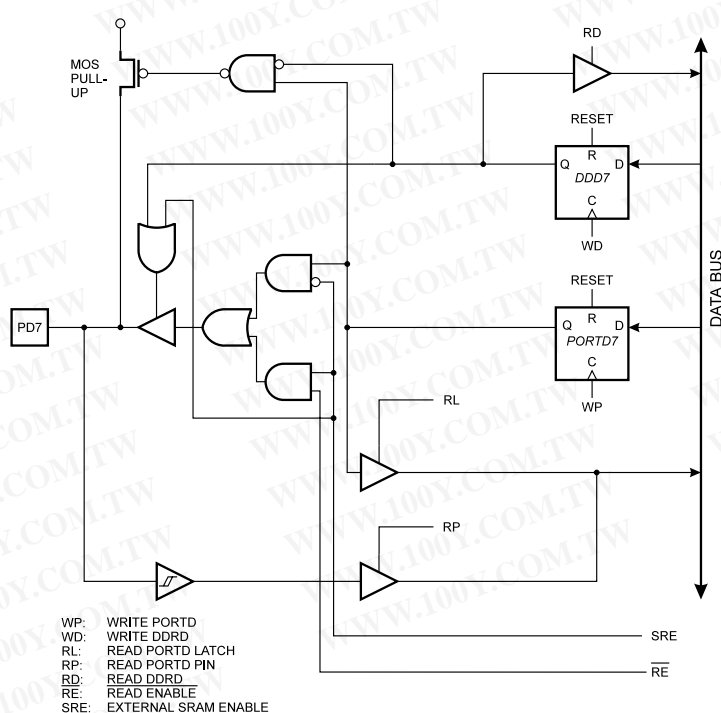 RD
MOS
PULL-
UP
RESET
R
Q
D
DDD7
C
WD
RESET
R
Q
D
PORTD7
C
WP
DATA BUS
PD7
RL
RP
SRE
RE
WP: WRITE PORTD
WD: WRITE DDRD
RL: READ PORTD LATCH
RP: READ PORTD PIN
RD: READ DDRD
RE: READ ENABLE
SRE: EXTERNAL SRAM ENABLE
WWW.100Y.COM.TW